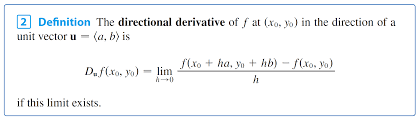 2 Definition The directional derivative of f at (x₀, y₀) in the direction of a
unit vector u = ⟨a, b⟩ is
Dᵤf(x₀, y₀) = lim h→0 f(x₀ + ha, y₀ + hb) − f(x₀, y₀) / h
if this limit exists.